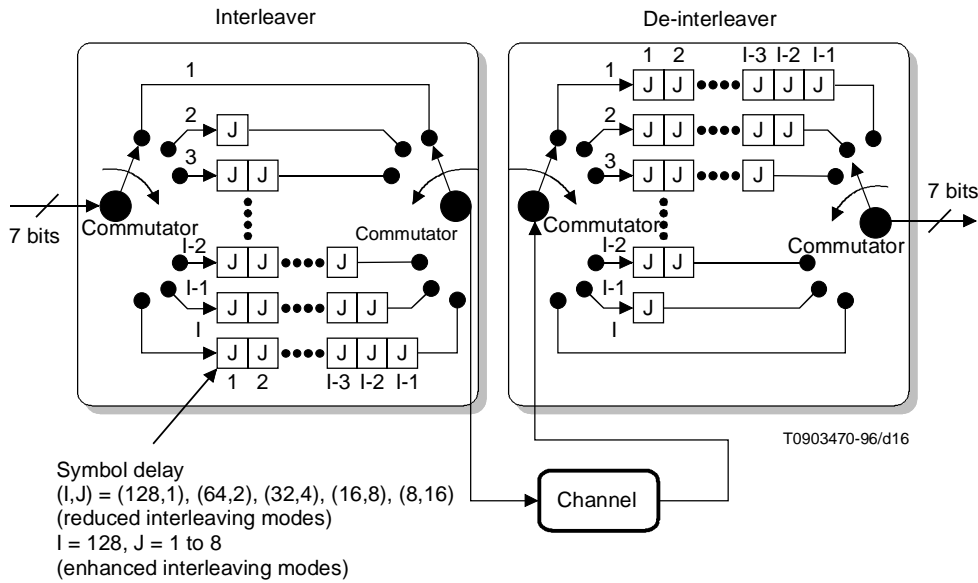 Interleaver
De-interleaver
1
2
J
3
J J
7 bits
Commutator
Commutator
I-2
J J J
I-1
J J J J
I
J J J J J
1 2 I-3 I-2 I-1
1 2 I-3 I-2 I-1
1
J J J J J
2
J J J J
3
J J J
Commutator
Commutator
7 bits
I-2
J J
I-1
J
I
T0903470-96/d16
Symbol delay
(I,J) = (128,1), (64,2), (32,4), (16,8), (8,16)
(reduced interleaving modes)
I = 128, J = 1 to 8
(enhanced interleaving modes)
Channel